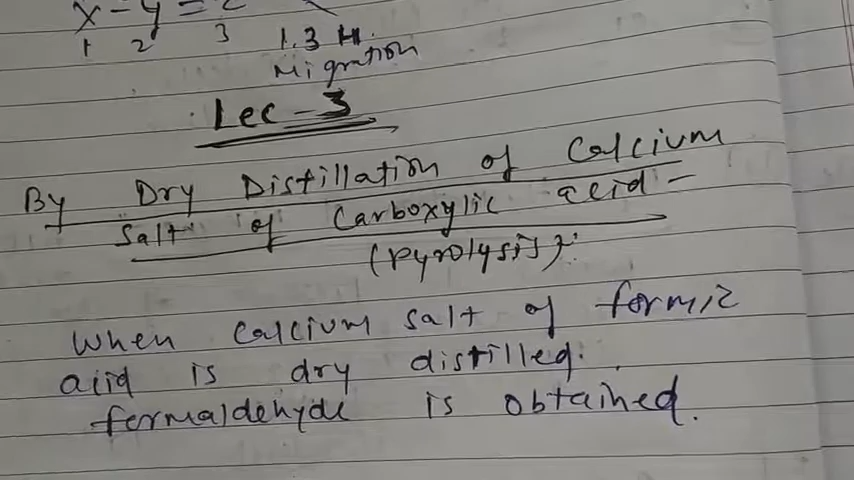 x - y = z
1 2 3 1.3 H.
Migration
Lec - 3
By Dry Distillation of Calcium
Salt of Carboxylic acid -
(Pyrolysis):
When calcium salt of formic
acid is dry distilled.
formaldehyde is obtained.